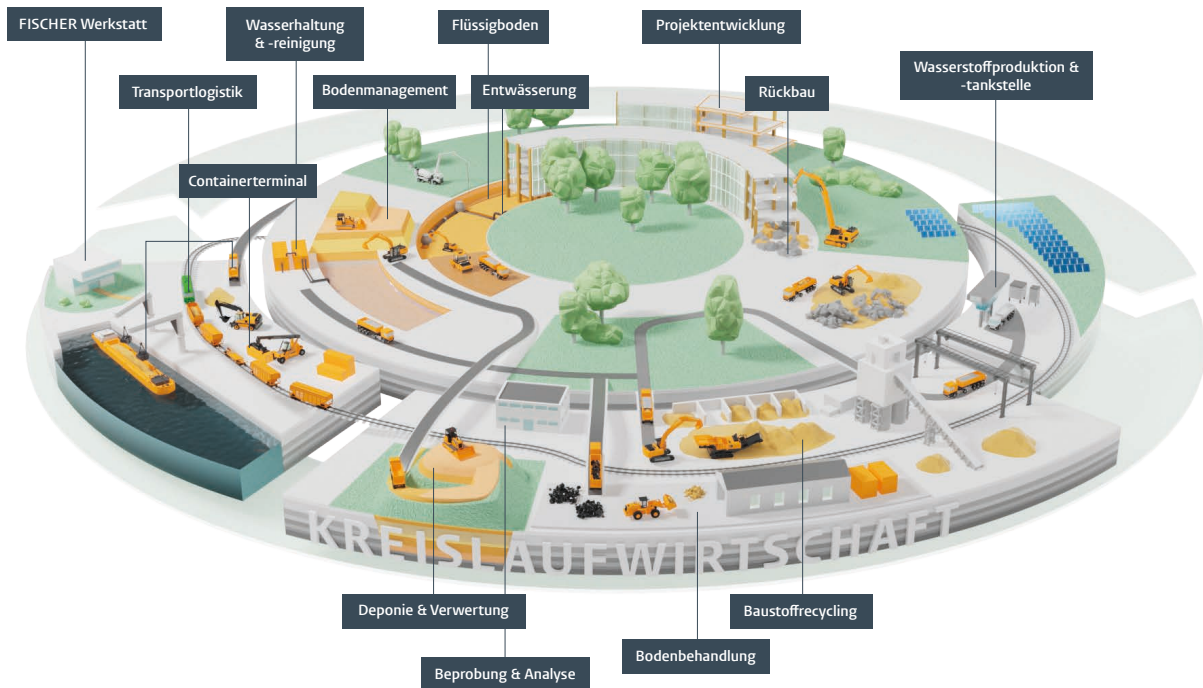 FISCHER Werkstatt
Wasserhaltung
& -reinigung
Flüssigboden
Projektentwicklung
Transportlogistik
Bodenmanagement
Entwässerung
Rückbau
Wasserstoffproduktion &
-tankstelle
Containerterminal
KREISLAUFWIRTSCHAFT
Deponie & Verwertung
Baustoffrecycling
Bodenbehandlung
Beprobung & Analyse